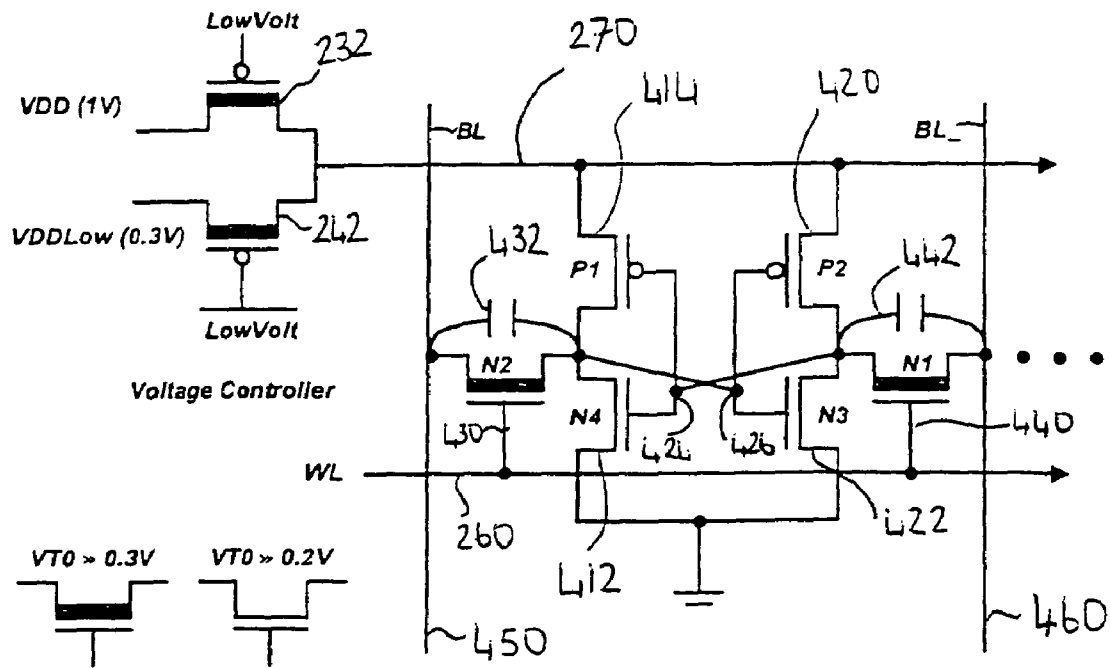 LowVolt
232
270
414
420
VDD (1V)
BL
BL_
VDDLow (0.3V)
242
432
P1
P2
442
LowVolt
N2
N1
Voltage Controller
N4
N3
430
424
426
440
WL
260
422
VT0 » 0.3V
VT0 » 0.2V
412
450
460